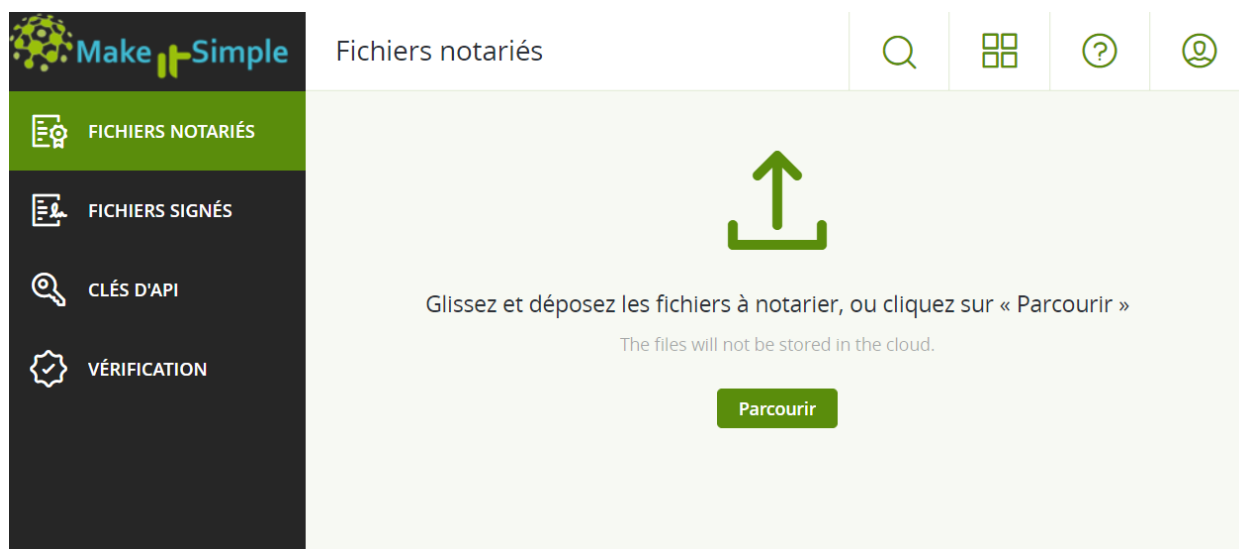 Make It Simple
Fichiers notariés
FICHIERS NOTARIÉS
FICHIERS SIGNÉS
CLÉS D'API
VÉRIFICATION
Glissez et déposez les fichiers à notarier, ou cliquez sur « Parcourir »
The files will not be stored in the cloud.
Parcourir